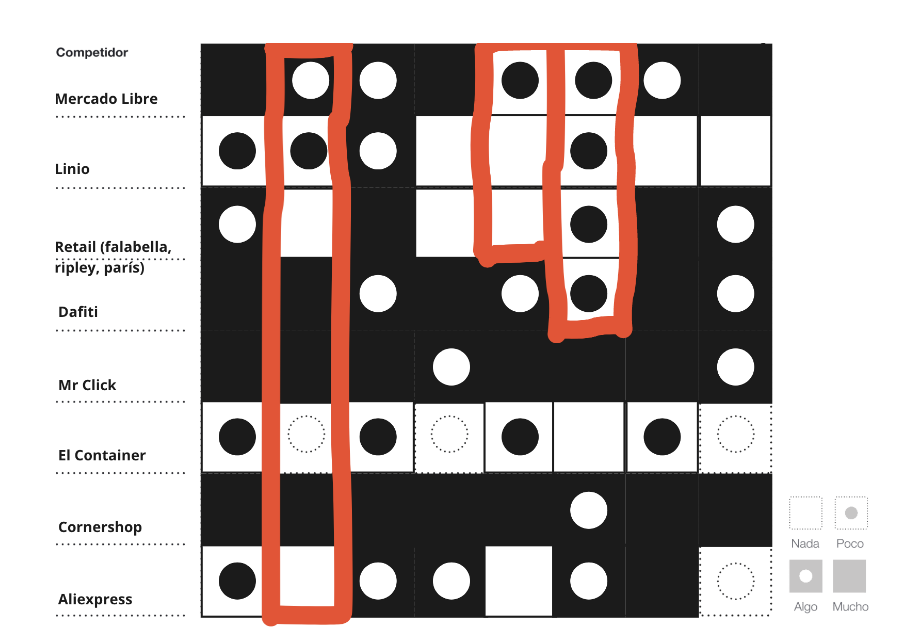 Competidor
Mercado Libre
Linio
Retail (falabella,
ripley, parís)
Dafiti
Mr Click
El Container
Cornershop
Aliexpress
Nada Poco
Algo Mucho